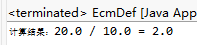 <terminated> EcmDef [Java App
计算结果：20.0 / 10.0 = 2.0